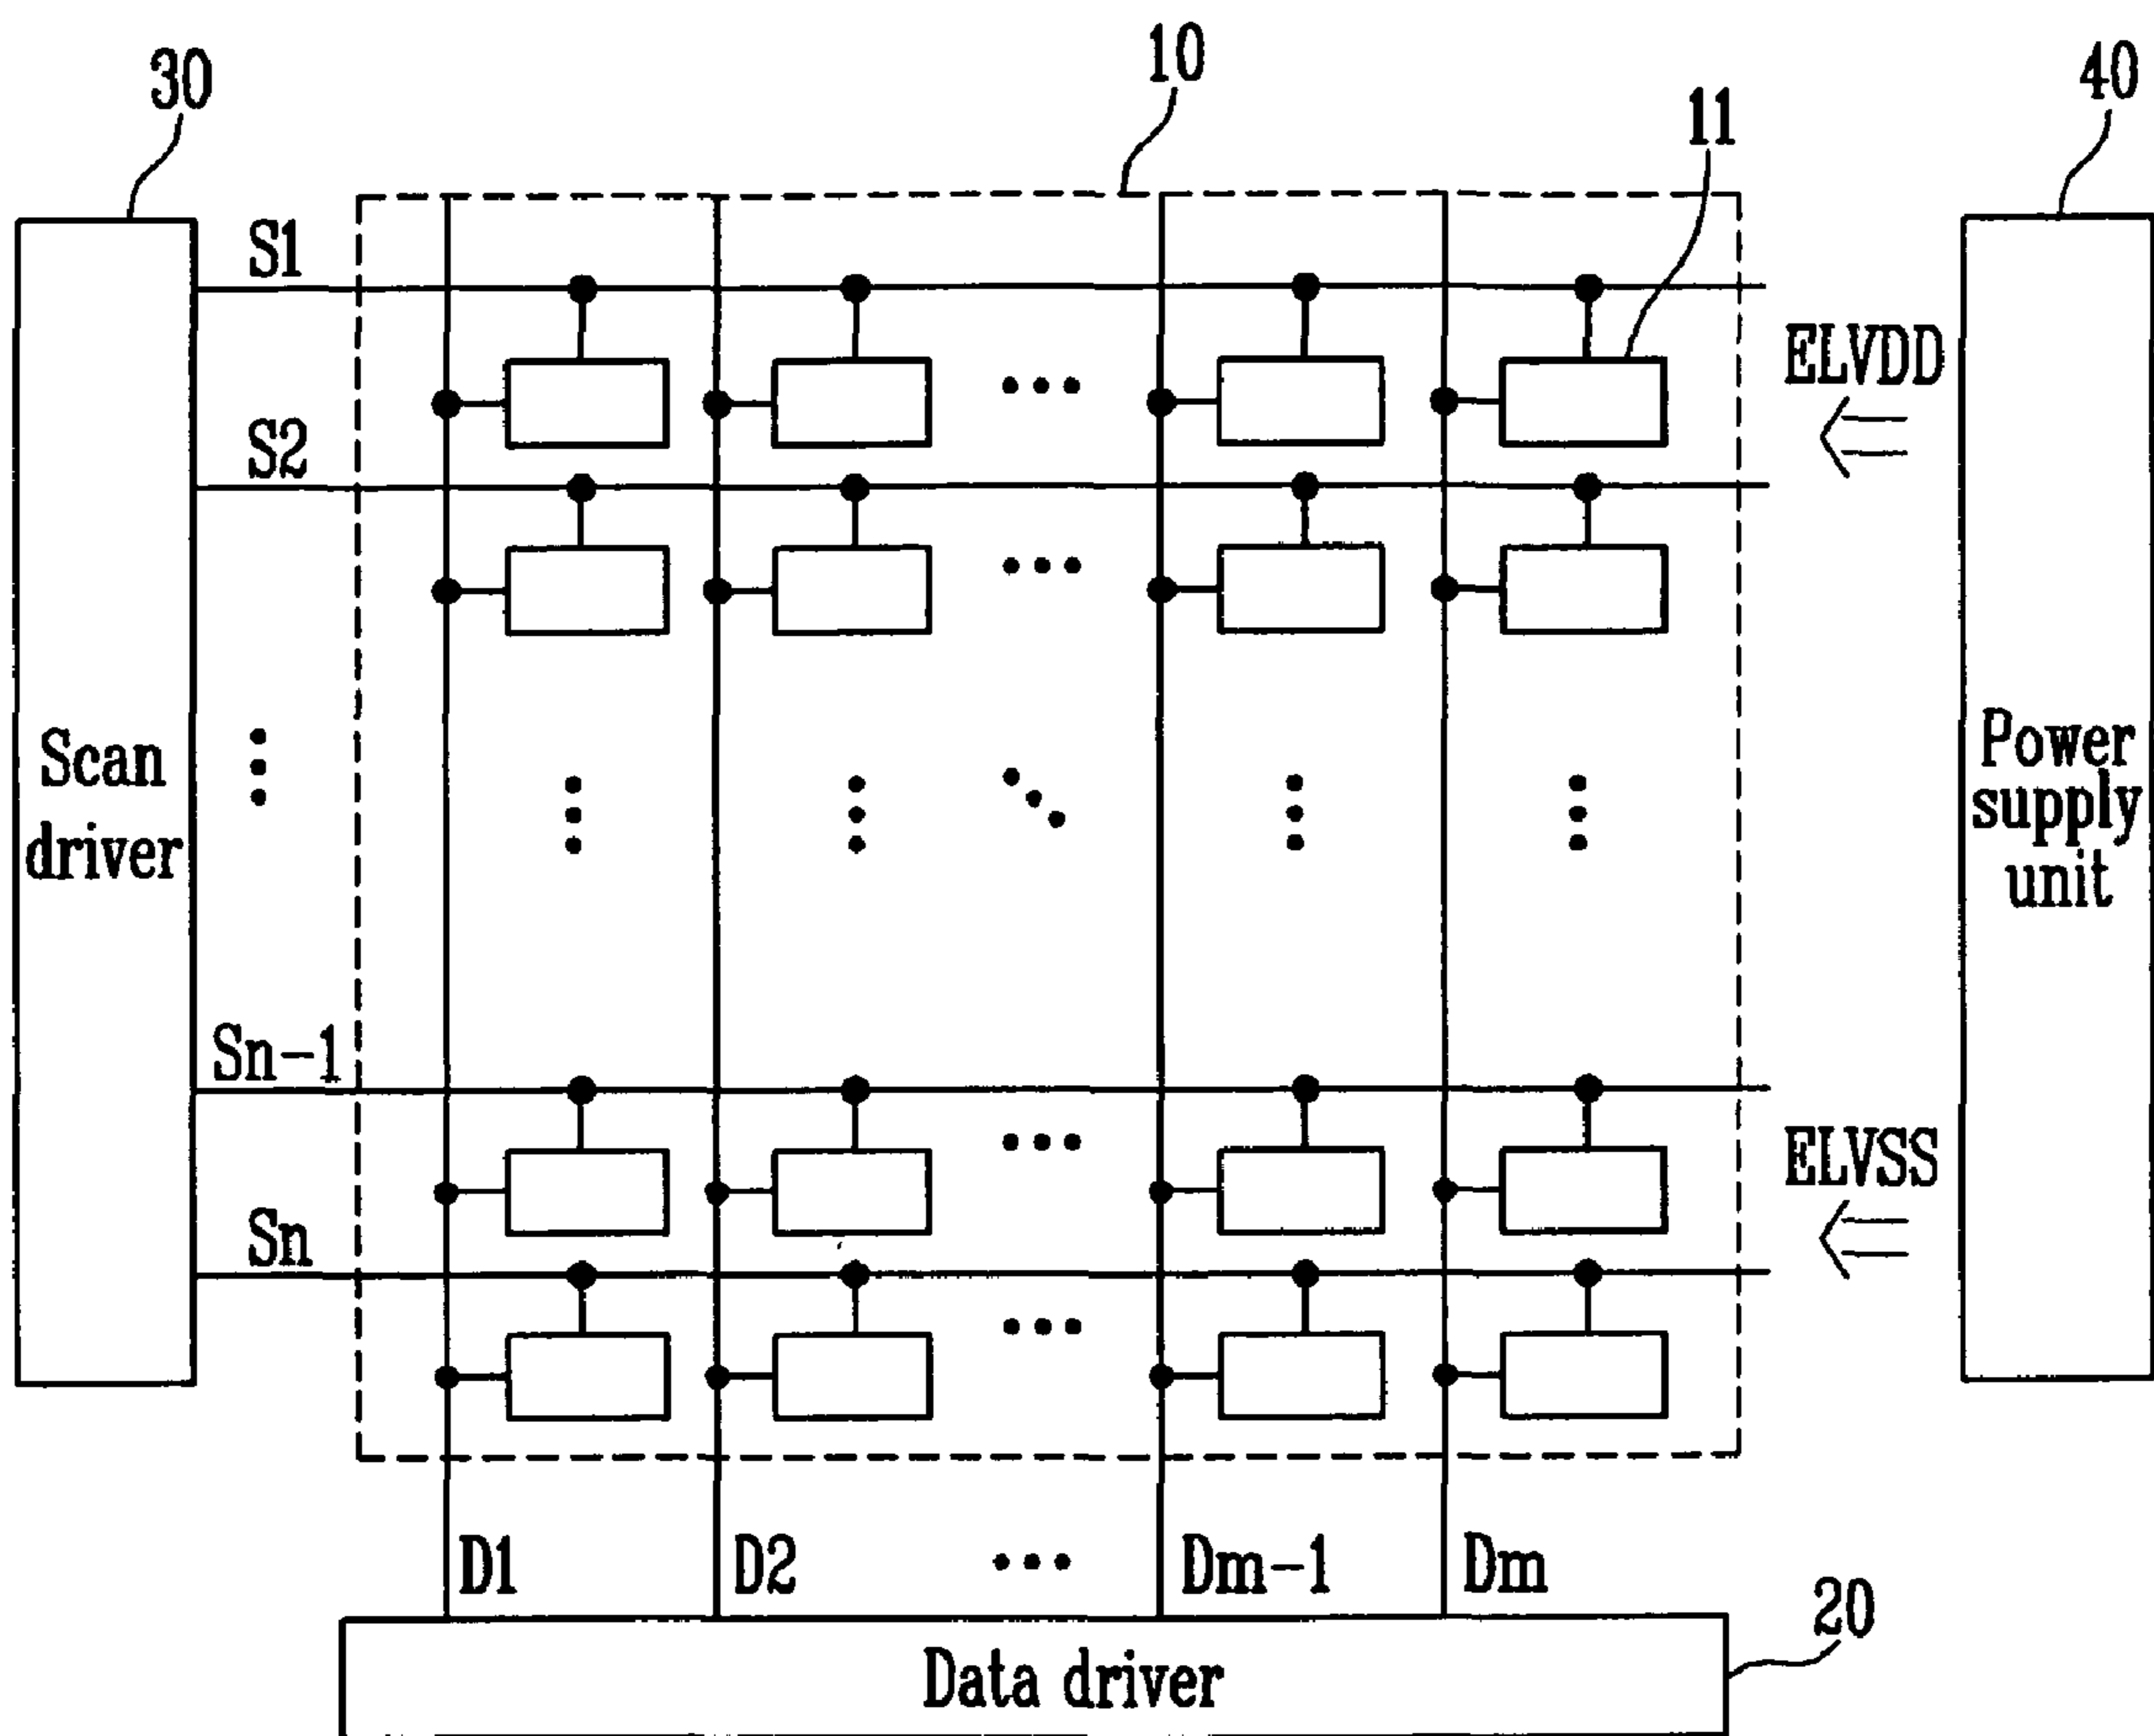 30
10
11
40
S1
ELVDD
S2
Scan
driver
Power
supply
unit
Sn-1
ELVSS
Sn
D1
D2
Dm-1
Dm
20
Data driver